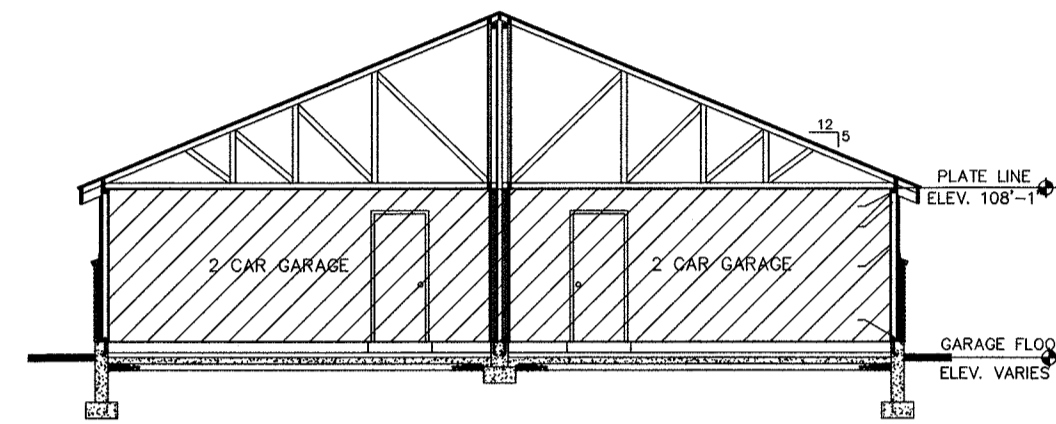 12
5
PLATE LINE
ELEV. 108'-1"
2 CAR GARAGE
2 CAR GARAGE
GARAGE FLOO
ELEV. VARIES